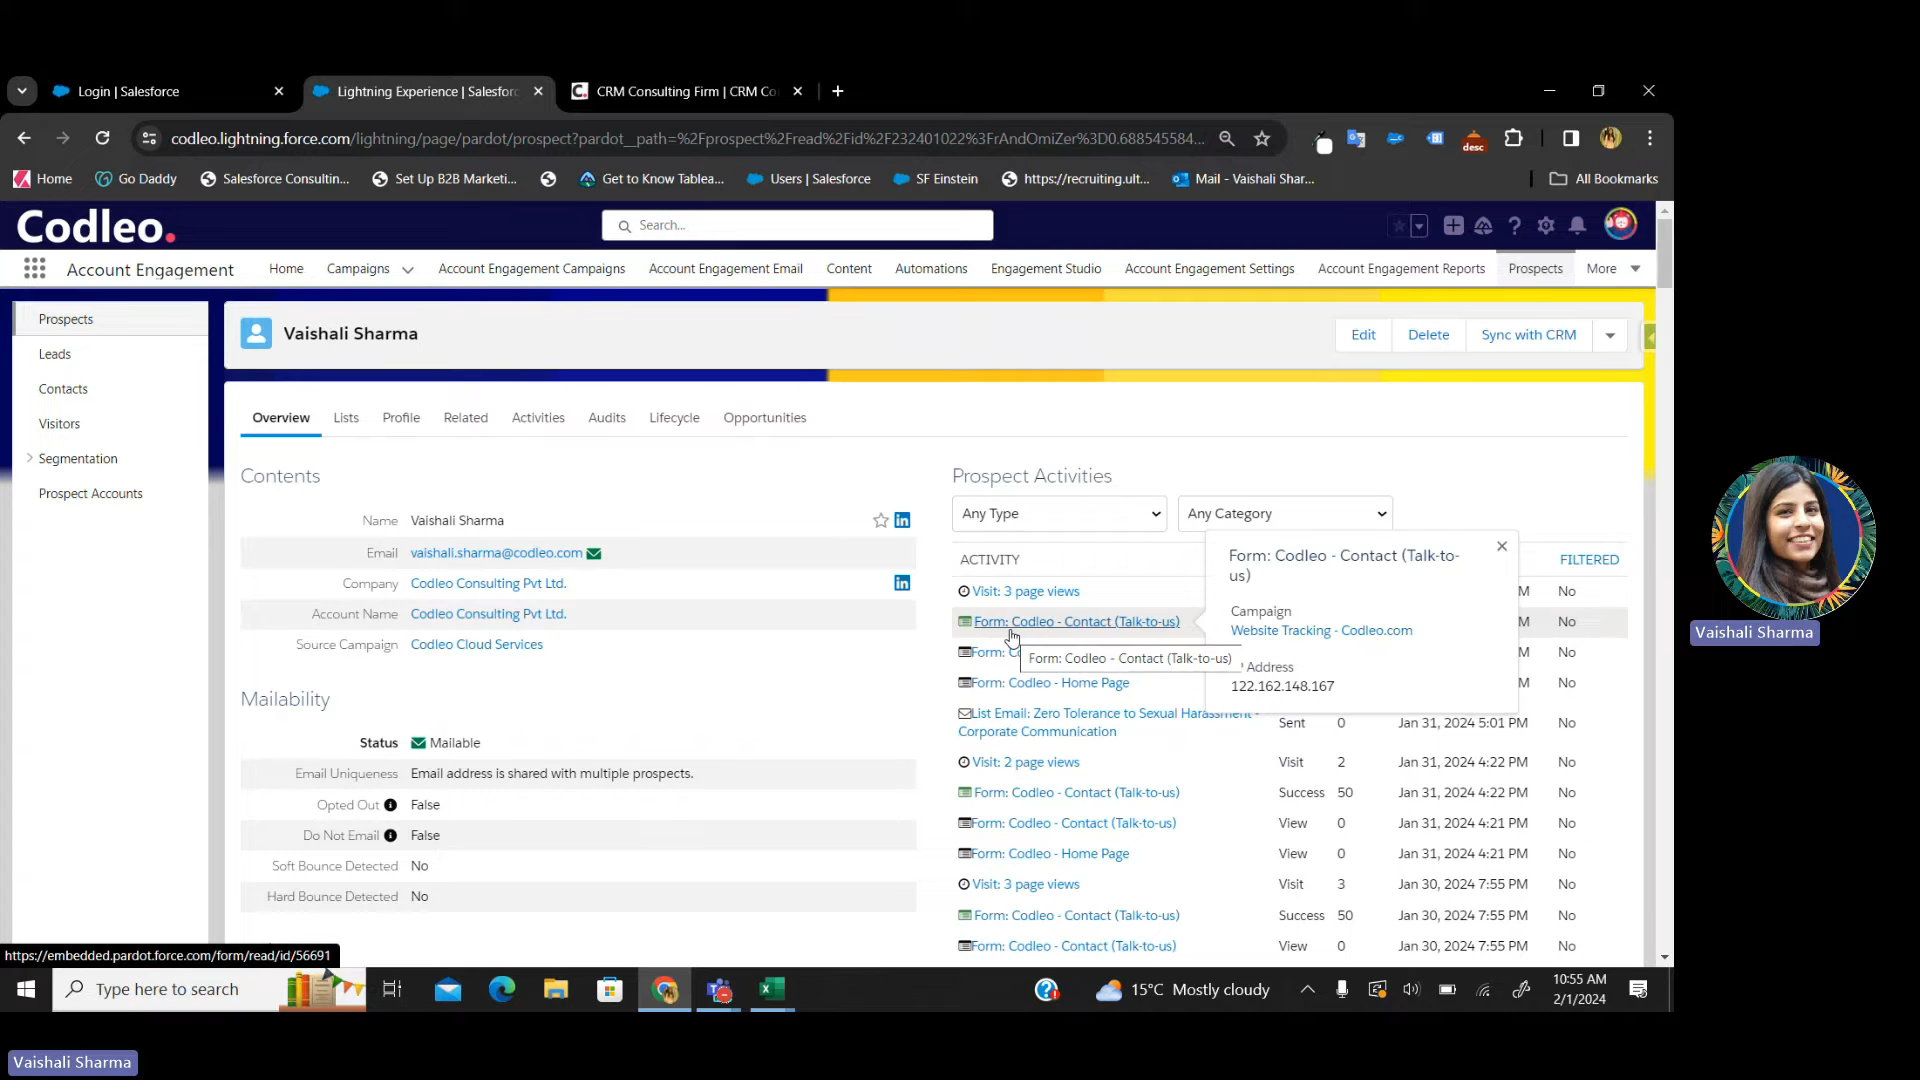 Login | Salesforce
Lightning Experience | Salesforc
CRM Consulting Firm | CRM Co
codleo.lightning.force.com/lightning/page/pardot/prospect?pardot__path=%2Fprospect%2Fread%2Fid%2F232401022%3FrAndOmiZer%3D0.688545584...
desc
Home
Go Daddy
Salesforce Consultin...
Set Up B2B Marketi...
Get to Know Tablea...
Users | Salesforce
SF Einstein
https://recruiting.ult...
Mail - Vaishali Shar...
All Bookmarks
Codleo.
Search...
Account Engagement
Home
Campaigns
Account Engagement Campaigns
Account Engagement Email
Content
Automations
Engagement Studio
Account Engagement Settings
Account Engagement Reports
Prospects
More
Prospects
Leads
Contacts
Visitors
Segmentation
Prospect Accounts
Vaishali Sharma
Edit
Delete
Sync with CRM
Overview
Lists
Profile
Related
Activities
Audits
Lifecycle
Opportunities
Contents
Name Vaishali Sharma
Email vaishali.sharma@codleo.com
Company Codleo Consulting Pvt Ltd.
Account Name Codleo Consulting Pvt Ltd.
Source Campaign Codleo Cloud Services
Mailability
Status Mailable
Email Uniqueness Email address is shared with multiple prospects.
Opted Out False
Do Not Email False
Soft Bounce Detected No
Hard Bounce Detected No
Prospect Activities
Any Type
Any Category
ACTIVITY
FILTERED
Visit: 3 page views M No
Form: Codleo - Contact (Talk-to-us) M No
Form: Co M No
Form: Codleo - Home Page M No
List Email: Zero Tolerance to Sexual Harassment -
Corporate Communication Sent 0 Jan 31, 2024 5:01 PM No
Visit: 2 page views Visit 2 Jan 31, 2024 4:22 PM No
Form: Codleo - Contact (Talk-to-us) Success 50 Jan 31, 2024 4:22 PM No
Form: Codleo - Contact (Talk-to-us) View 0 Jan 31, 2024 4:21 PM No
Form: Codleo - Home Page View 0 Jan 31, 2024 4:21 PM No
Visit: 3 page views Visit 3 Jan 30, 2024 7:55 PM No
Form: Codleo - Contact (Talk-to-us) Success 50 Jan 30, 2024 7:55 PM No
Form: Codleo - Contact (Talk-to-us) View 0 Jan 30, 2024 7:55 PM No
Form: Codleo - Contact (Talk-to-
us)
Campaign
Website Tracking - Codleo.com
Address
122.162.148.167
Form: Codleo - Contact (Talk-to-us)
https://embedded.pardot.force.com/form/read/id/56691
Type here to search
15°C Mostly cloudy
10:55 AM
2/1/2024
Vaishali Sharma
Vaishali Sharma